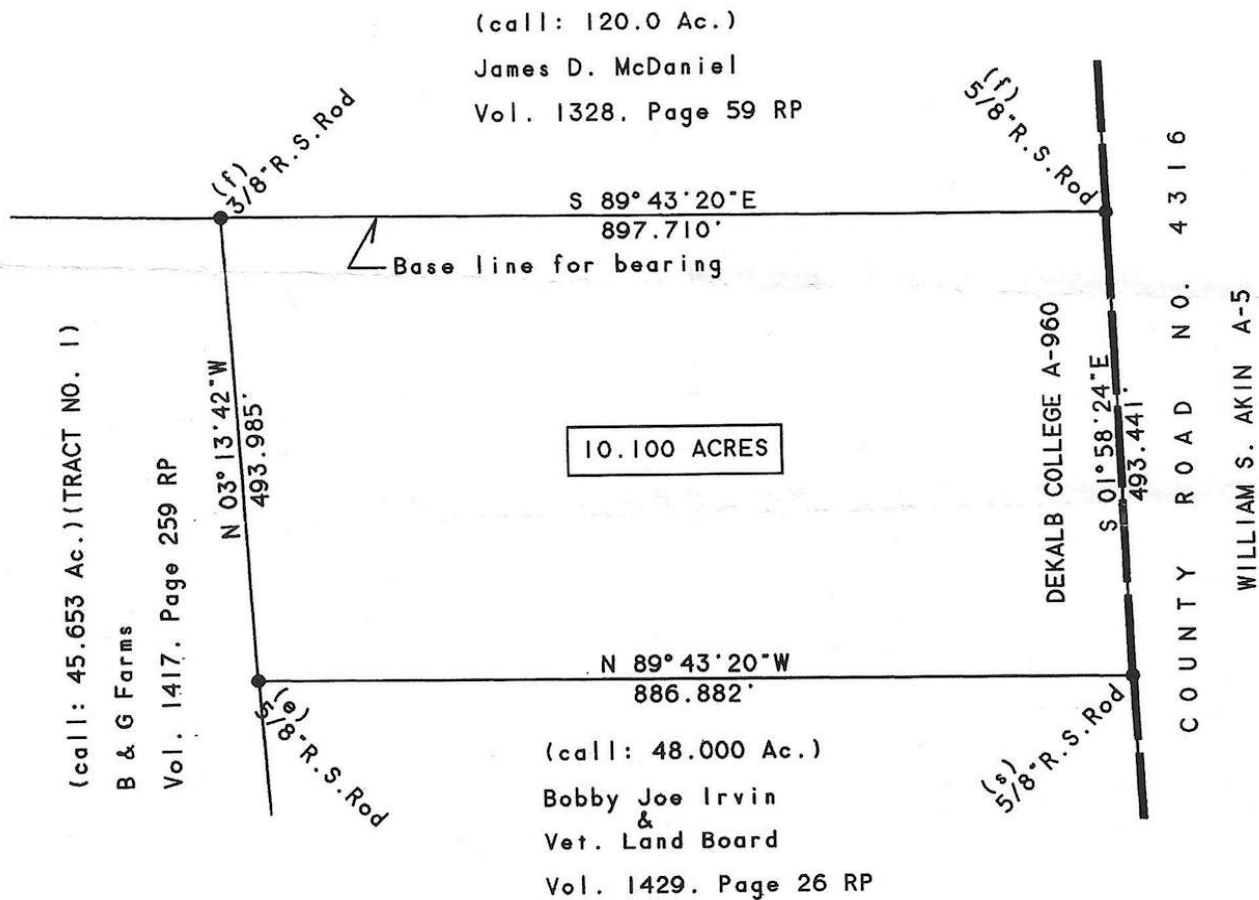 (call: 120.0 Ac.)
James D. McDaniel
Vol. 1328. Page 59 RP
(f)
3/8"R.S.Rod
(f)
5/8"R.S.Rod
S 89°43'20"E
897.710'
Base line for bearing
(call: 45.653 Ac.)(TRACT NO. 1)
B & G Farms
Vol. 1417. Page 259 RP
N 03°13'42"W
493.985'
10.100 ACRES
DEKALB COLLEGE A-960
S 01°58'24"E
493.441'
COUNTY ROAD NO. 4316
WILLIAM S. AKIN A-5
N 89°43'20"W
886.882'
(e)
5/8"R.S.Rod
(s)
5/8"R.S.Rod
(call: 48.000 Ac.)
Bobby Joe Irvin
&
Vet. Land Board
Vol. 1429. Page 26 RP